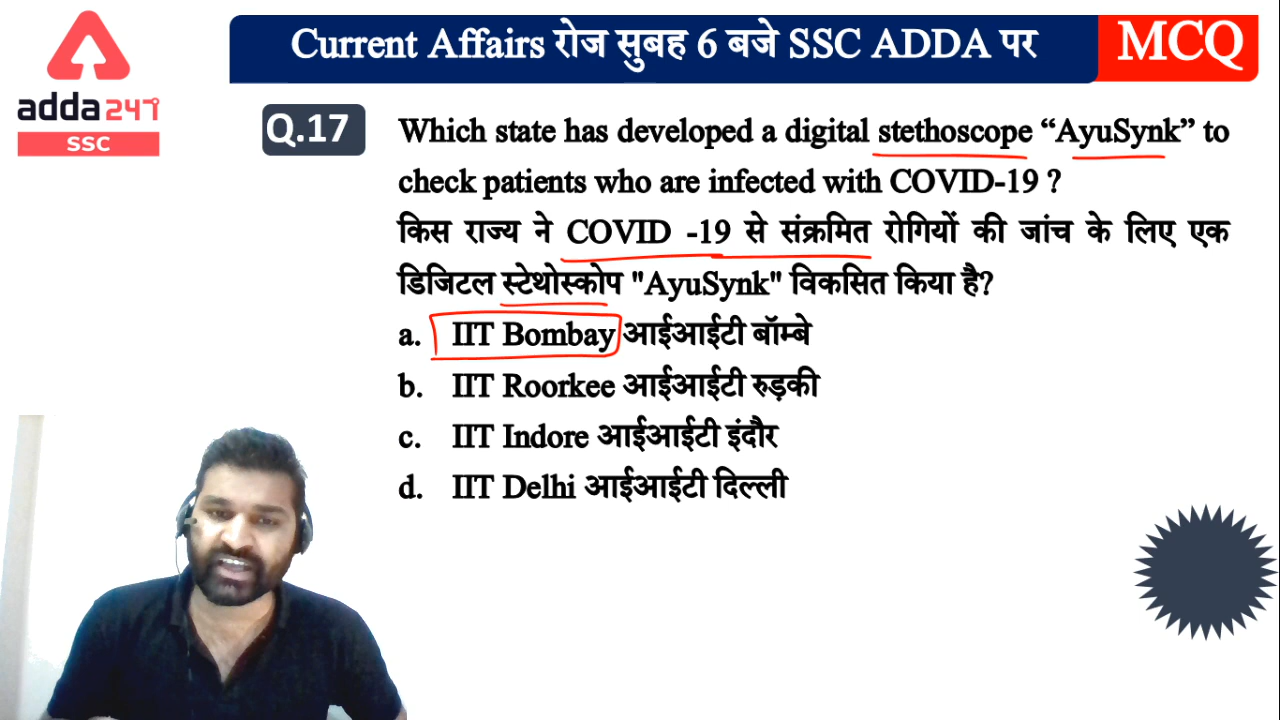 Current Affairs रोज सुबह 6 बजे SSC ADDA पर
MCQ
adda247
SSC
Q.17
Which state has developed a digital stethoscope “AyuSynk” to
check patients who are infected with COVID-19 ?
किस राज्य ने COVID -19 से संक्रमित रोगियों की जांच के लिए एक
डिजिटल स्टेथोस्कोप "AyuSynk" विकसित किया है?
a. IIT Bombay आईआईटी बॉम्बे
b. IIT Roorkee आईआईटी रुड़की
c. IIT Indore आईआईटी इंदौर
d. IIT Delhi आईआईटी दिल्ली